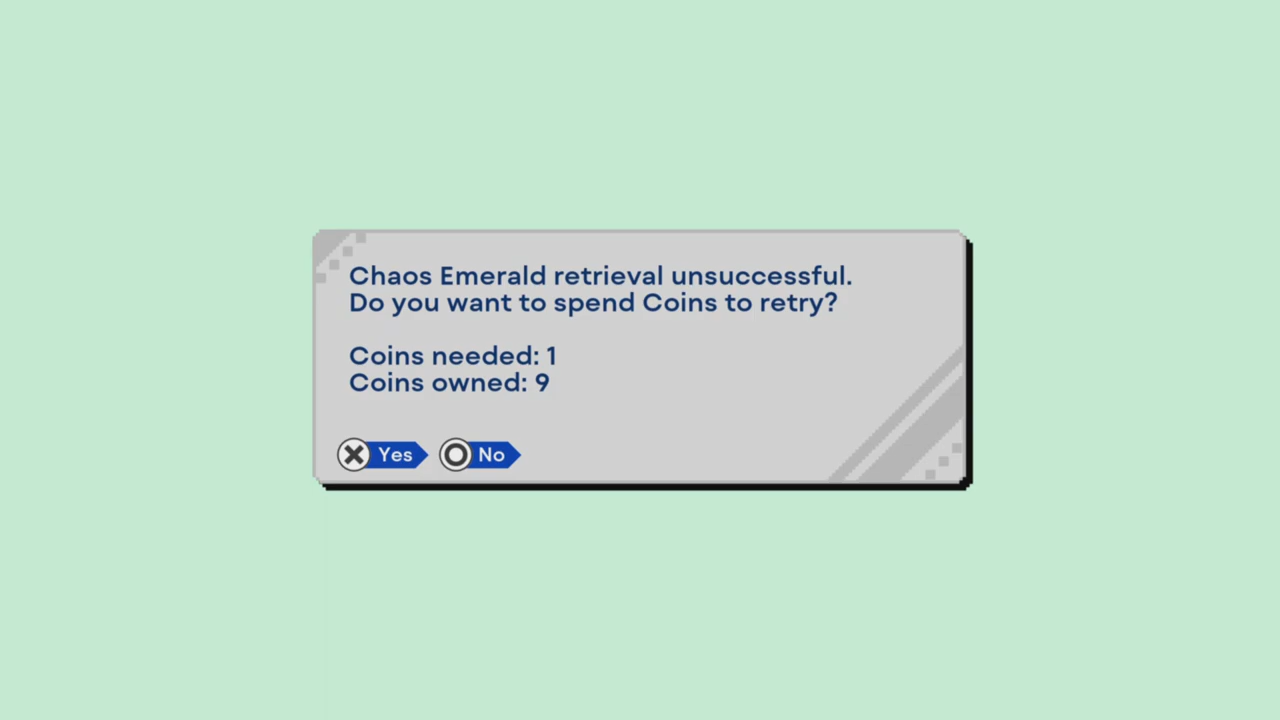 Chaos Emerald retrieval unsuccessful.
Do you want to spend Coins to retry?
Coins needed: 1
Coins owned: 9
Yes No